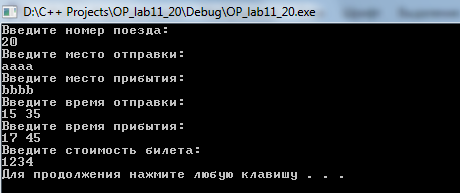 D:\C++ Projects\OP_lab11_20\Debug\OP_lab11_20.exe
Введите номер поезда:
20
Введите место отправки:
aaaa
Введите место прибытия:
bbbb
Введите время отправки:
15 35
Введите время прибытия:
17 45
Введите стоимость билета:
1234
Для продолжения нажмите любую клавишу . . .